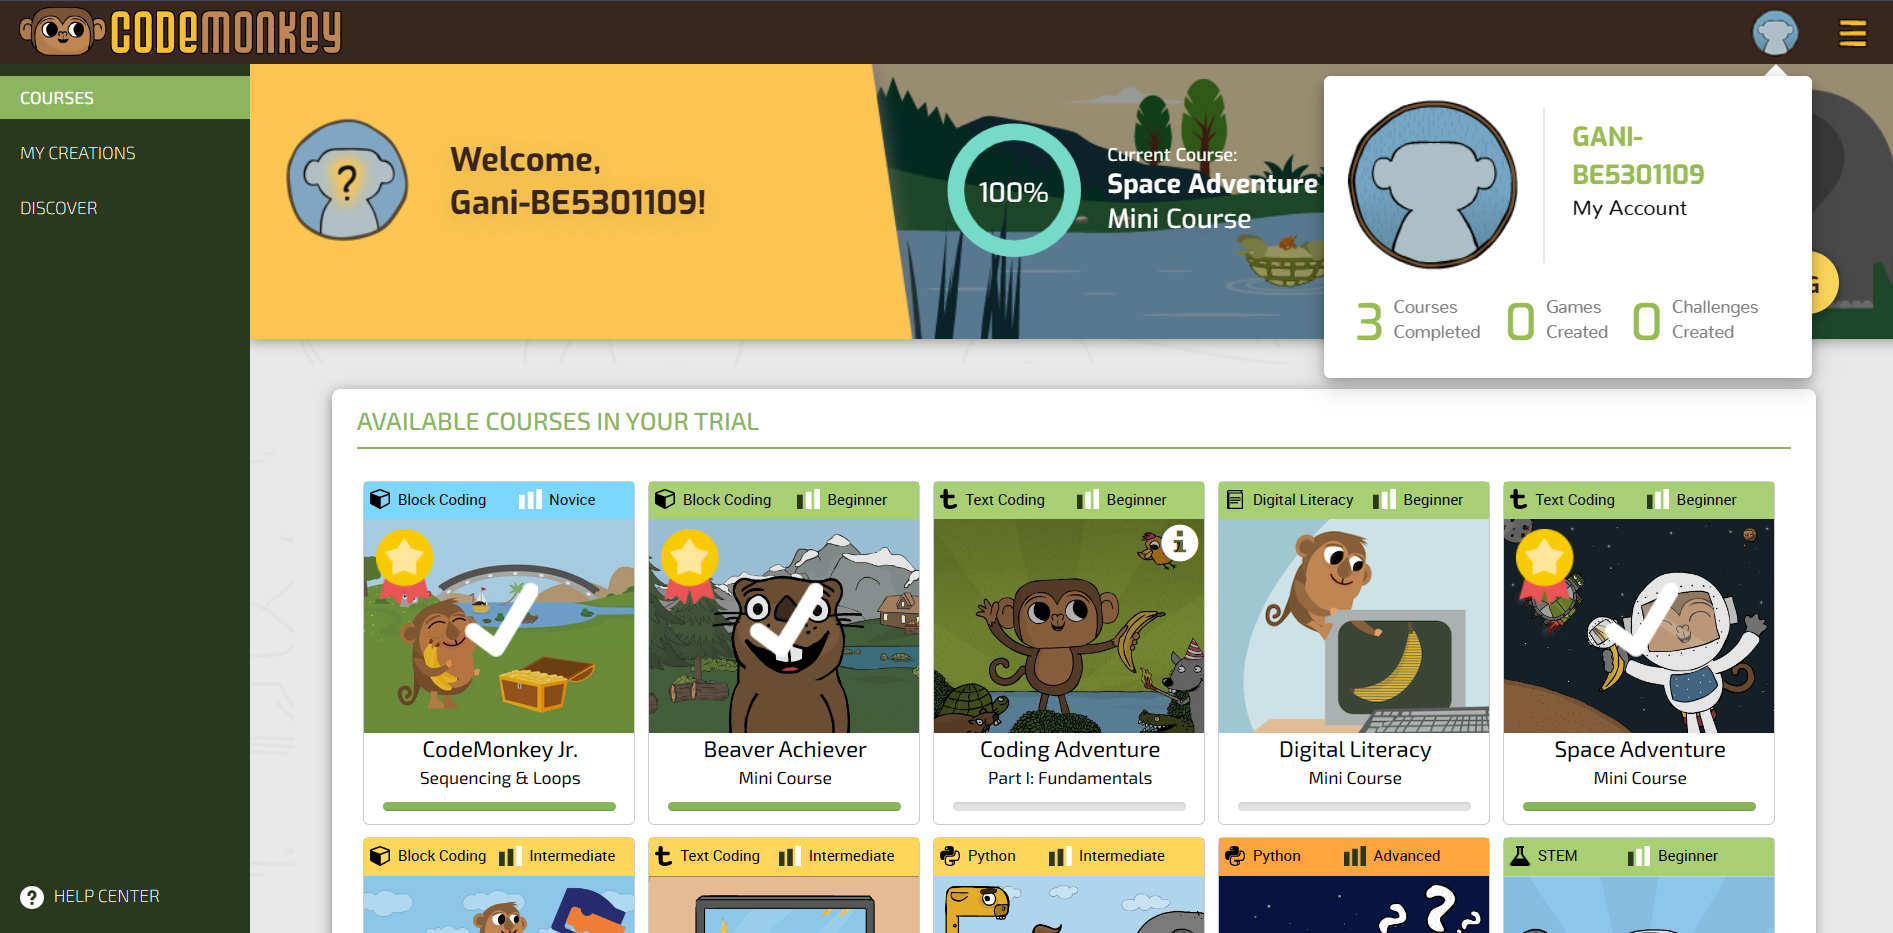 CODEMONKEY
COURSES
MY CREATIONS
DISCOVER
HELP CENTER
?
Welcome,
Gani-BE5301109!
100%
Current Course:
Space Adventure
Mini Course
GANI-
BE5301109
My Account
3 Courses Completed
0 Games Created
0 Challenges Created
AVAILABLE COURSES IN YOUR TRIAL
Block Coding Novice
CodeMonkey Jr.
Sequencing & Loops
Block Coding Beginner
Beaver Achiever
Mini Course
Text Coding Beginner
i
Coding Adventure
Part I: Fundamentals
Digital Literacy Beginner
Digital Literacy
Mini Course
Text Coding Beginner
Space Adventure
Mini Course
Block Coding Intermediate
Text Coding Intermediate
Python Intermediate
Python Advanced
? ? ?
STEM Beginner